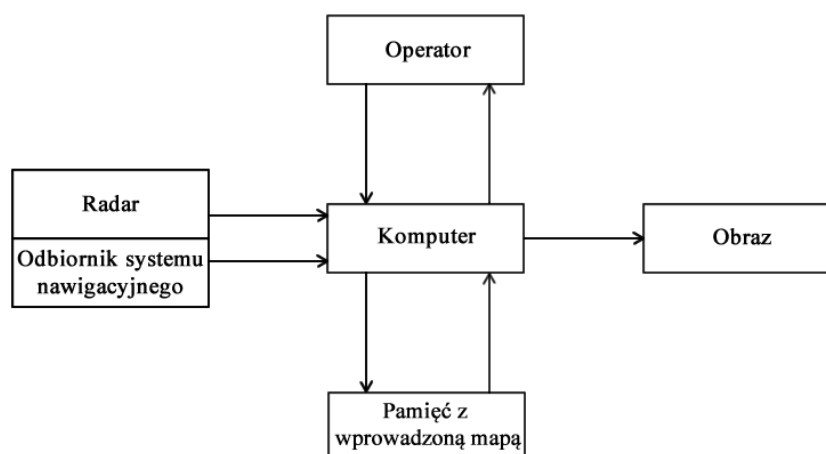 Operator
Radar
Odbiornik systemu
nawigacyjnego
Komputer
Obraz
Pamięć z
wprowadzoną mapą